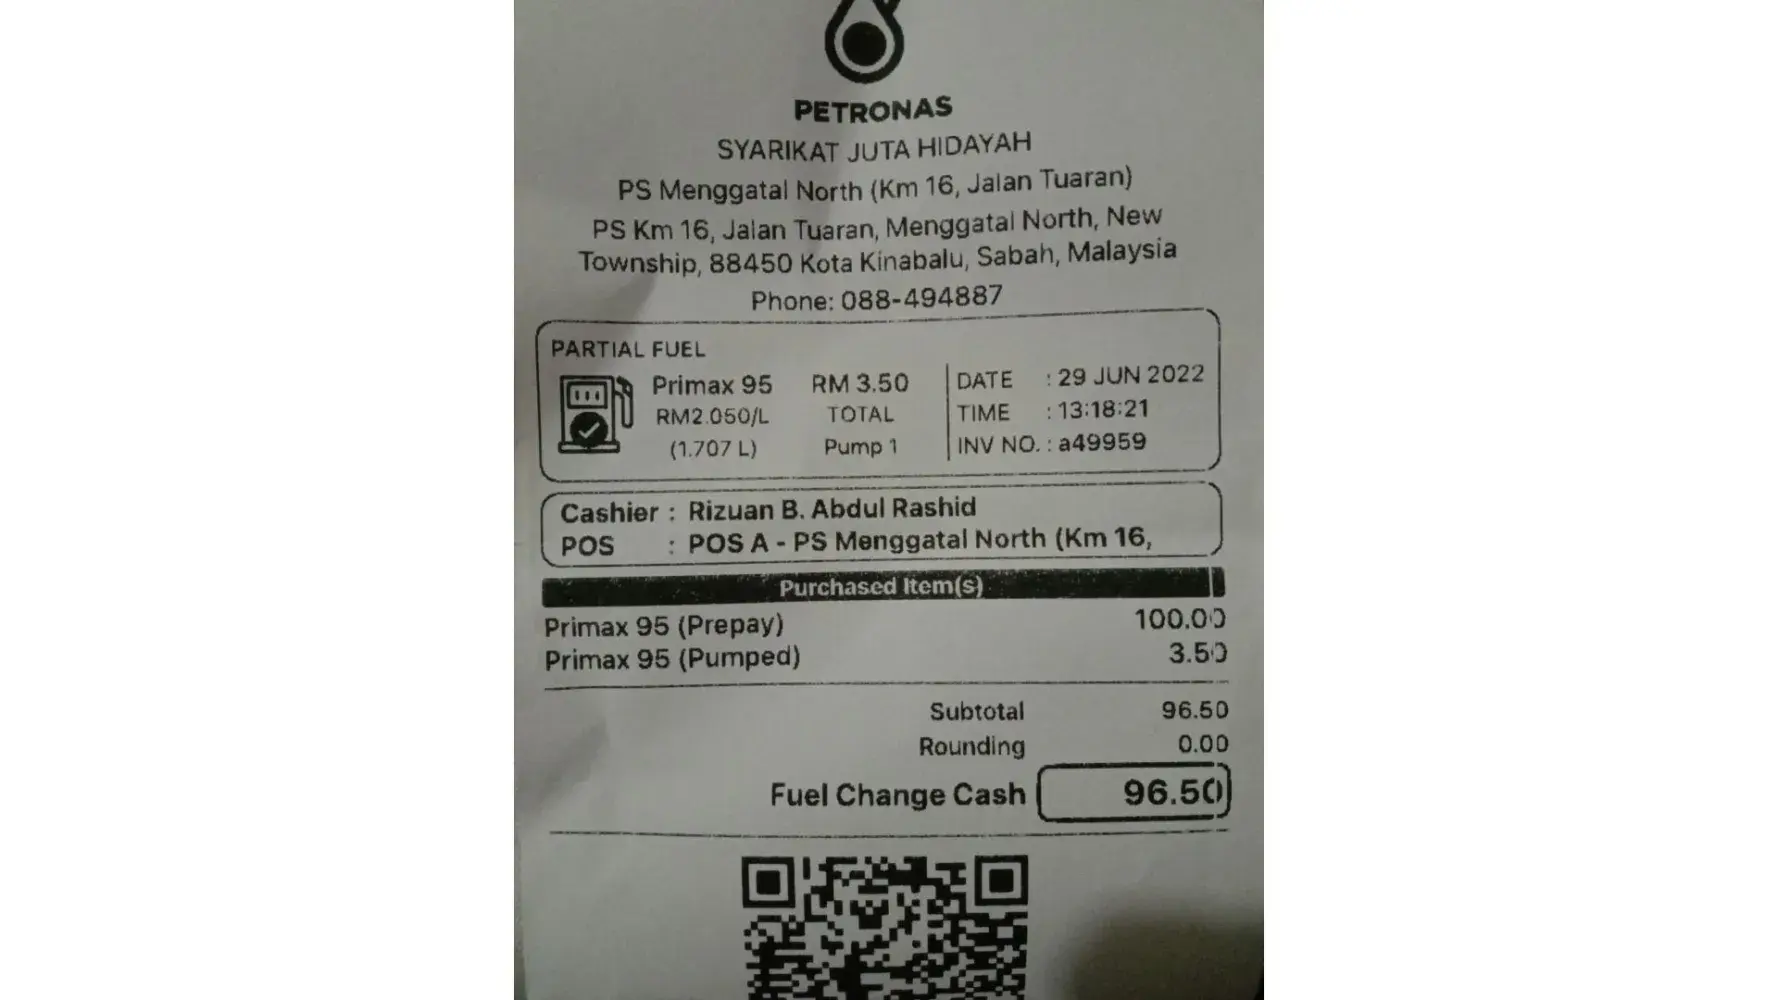 PETRONAS
SYARIKAT JUTA HIDAYAH
PS Menggatal North (Km 16, Jalan Tuaran)
PS Km 16, Jalan Tuaran, Menggatal North, New
Township, 88450 Kota Kinabalu, Sabah, Malaysia
Phone: 088-494887
PARTIAL FUEL
Primax 95 RM 3.50 DATE : 29 JUN 2022
RM2.050/L TOTAL TIME : 13:18:21
(1.707 L) Pump 1 INV NO. : a49959
Cashier : Rizuan B. Abdul Rashid
POS : POS A - PS Menggatal North (Km 16,
Purchased Item(s)
Primax 95 (Prepay) 100.00
Primax 95 (Pumped) 3.50
Subtotal 96.50
Rounding 0.00
Fuel Change Cash 96.50